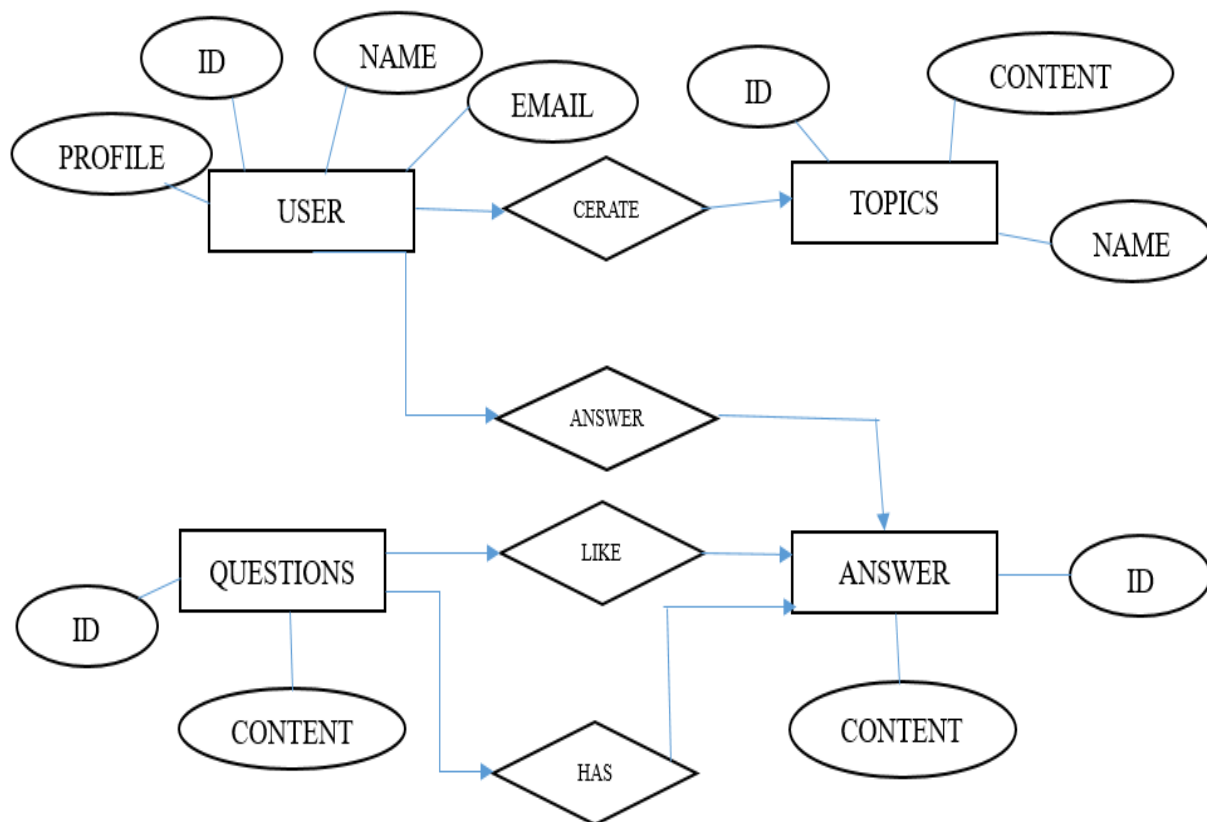 ID
NAME
EMAIL
PROFILE
USER
CERATE
ID
CONTENT
TOPICS
NAME
ANSWER
QUESTIONS
LIKE
ANSWER
ID
ID
CONTENT
HAS
CONTENT